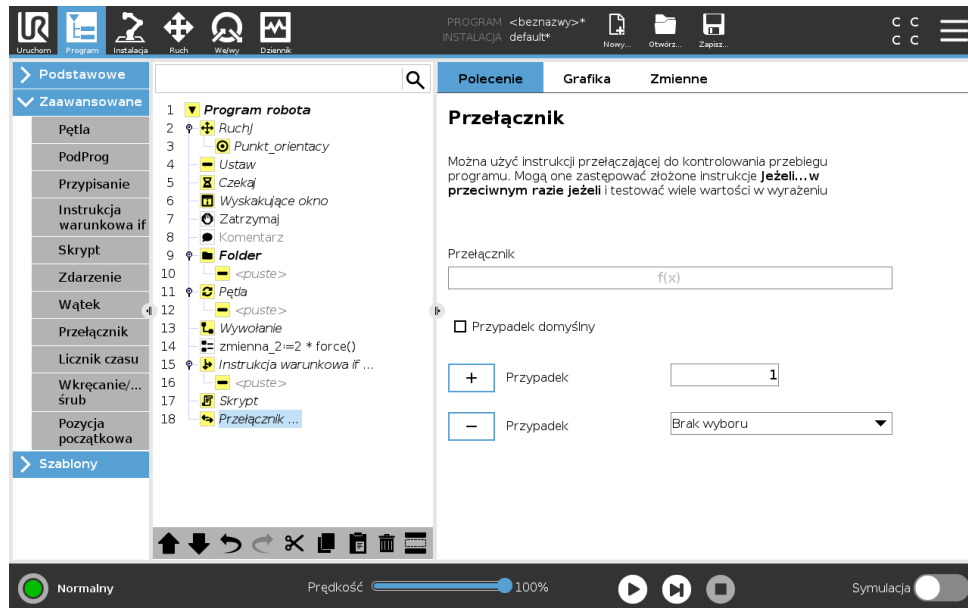 PROGRAM <beznazwy>*
INSTALACJA default*
Uruchom Program Instalacja Ruch We/wy Dziennik
Nowy... Otwórz... Zapisz...
C C
C C
Podstawowe
Zaawansowane
Pętla
PodProg
Przypisanie
Instrukcja
warunkowa if
Skrypt
Zdarzenie
Wątek
Przełącznik
Licznik czasu
Wkręcanie/...
śrub
Pozycja
początkowa
Szablony
1 Program robota
2 RuchJ
3 Punkt_orientacy
4 Ustaw
5 Czekaj
6 Wyskakujące okno
7 Zatrzymaj
8 Komentarz
9 Folder
10 <puste>
11 Pętla
12 <puste>
13 Wywołanie
14 zmienna_2:=2 * force()
15 Instrukcja warunkowa if ...
16 <puste>
17 Skrypt
18 Przełącznik ...
Polecenie Grafika Zmienne
Przełącznik
Można użyć instrukcji przełączającej do kontrolowania przebiegu
programu. Mogą one zastępować złożone instrukcje Jeżeli...w
przeciwnym razie jeżeli i testować wiele wartości w wyrażeniu
Przełącznik
f(x)
Przypadek domyślny
+ Przypadek 1
− Przypadek Brak wyboru
Normalny Prędkość 100% Symulacja